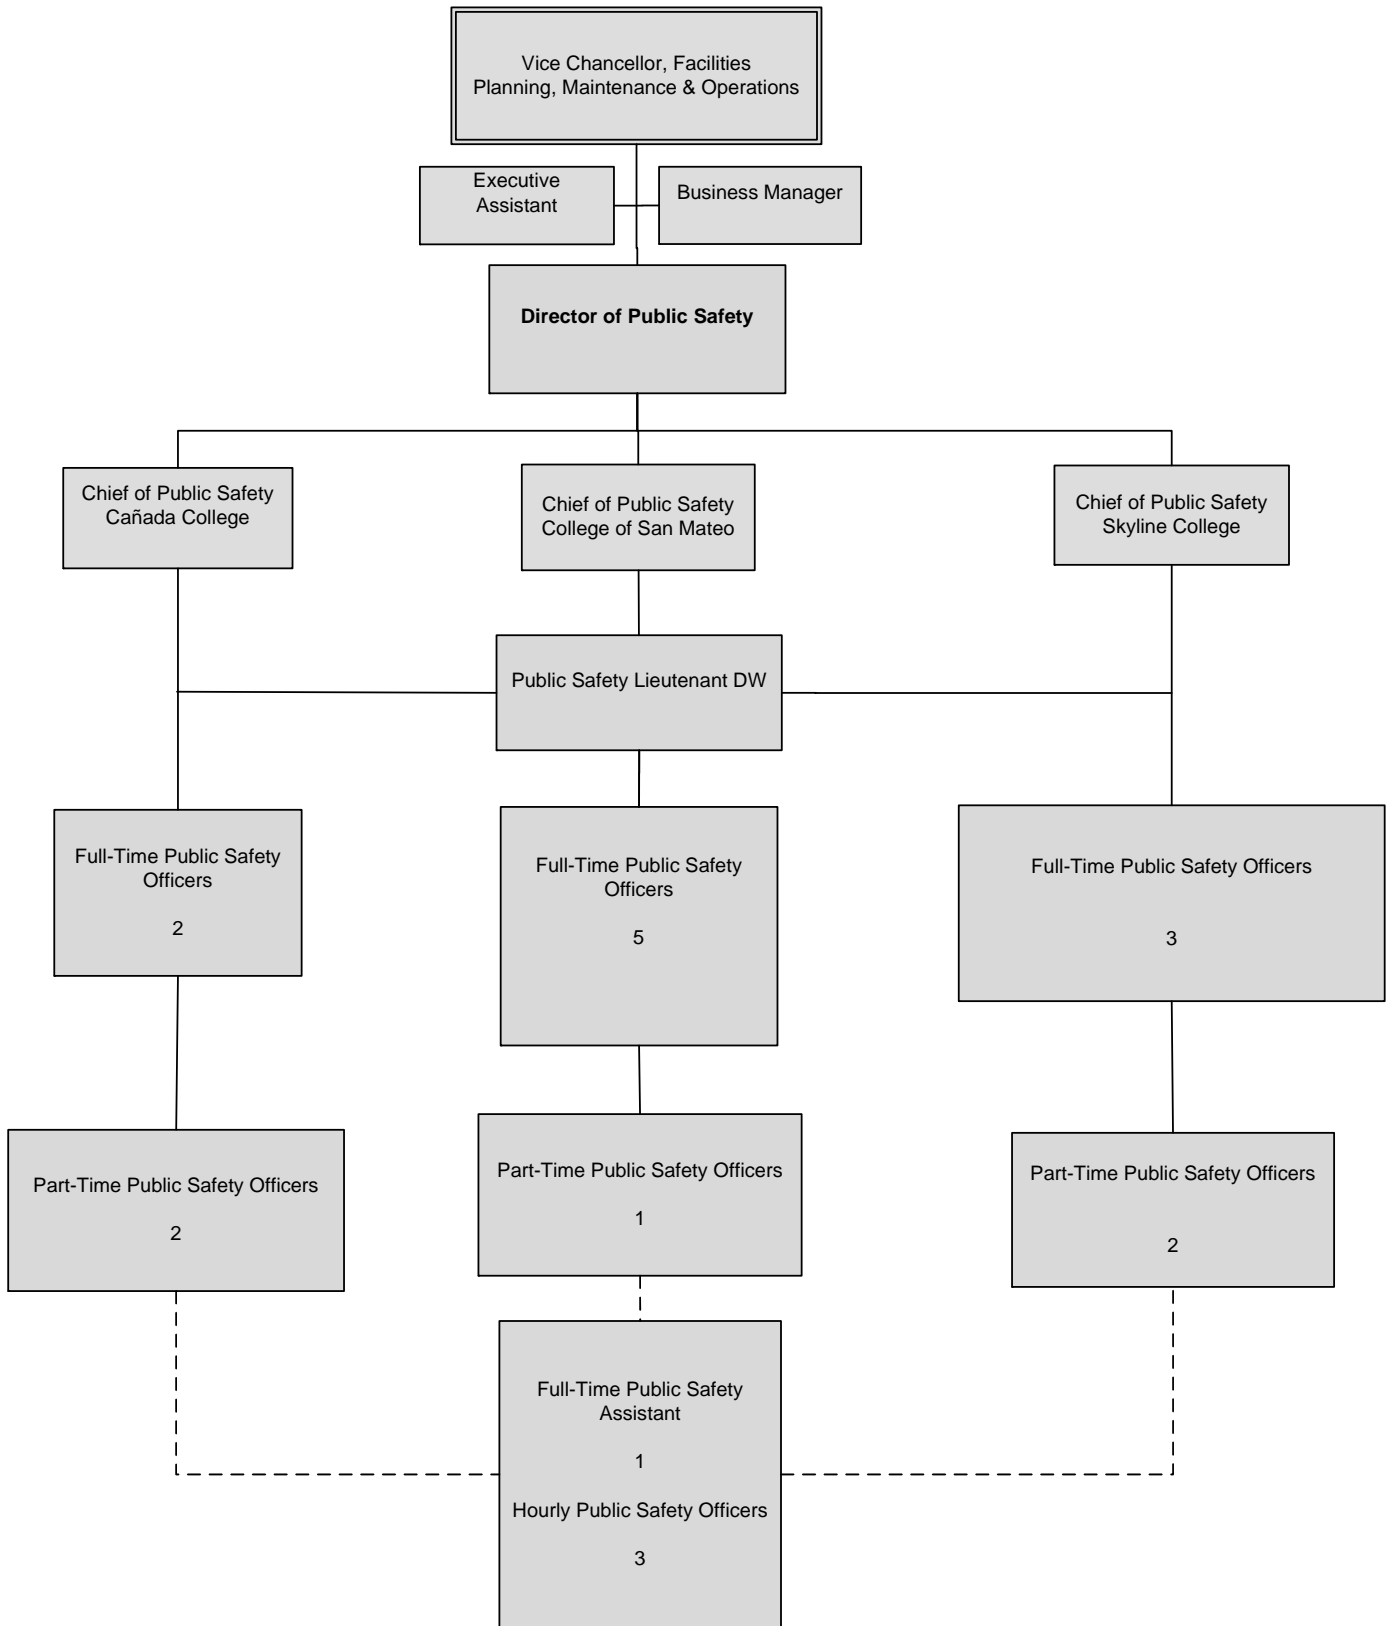 Vice Chancellor, Facilities
Planning, Maintenance & Operations
Executive
Assistant
Business Manager
Director of Public Safety
Chief of Public Safety
Cañada College
Chief of Public Safety
College of San Mateo
Chief of Public Safety
Skyline College
Public Safety Lieutenant DW
Full-Time Public Safety
Officers
2
Full-Time Public Safety
Officers
5
Full-Time Public Safety Officers
3
Part-Time Public Safety Officers
2
Part-Time Public Safety Officers
1
Part-Time Public Safety Officers
2
Full-Time Public Safety
Assistant
1
Hourly Public Safety Officers
3